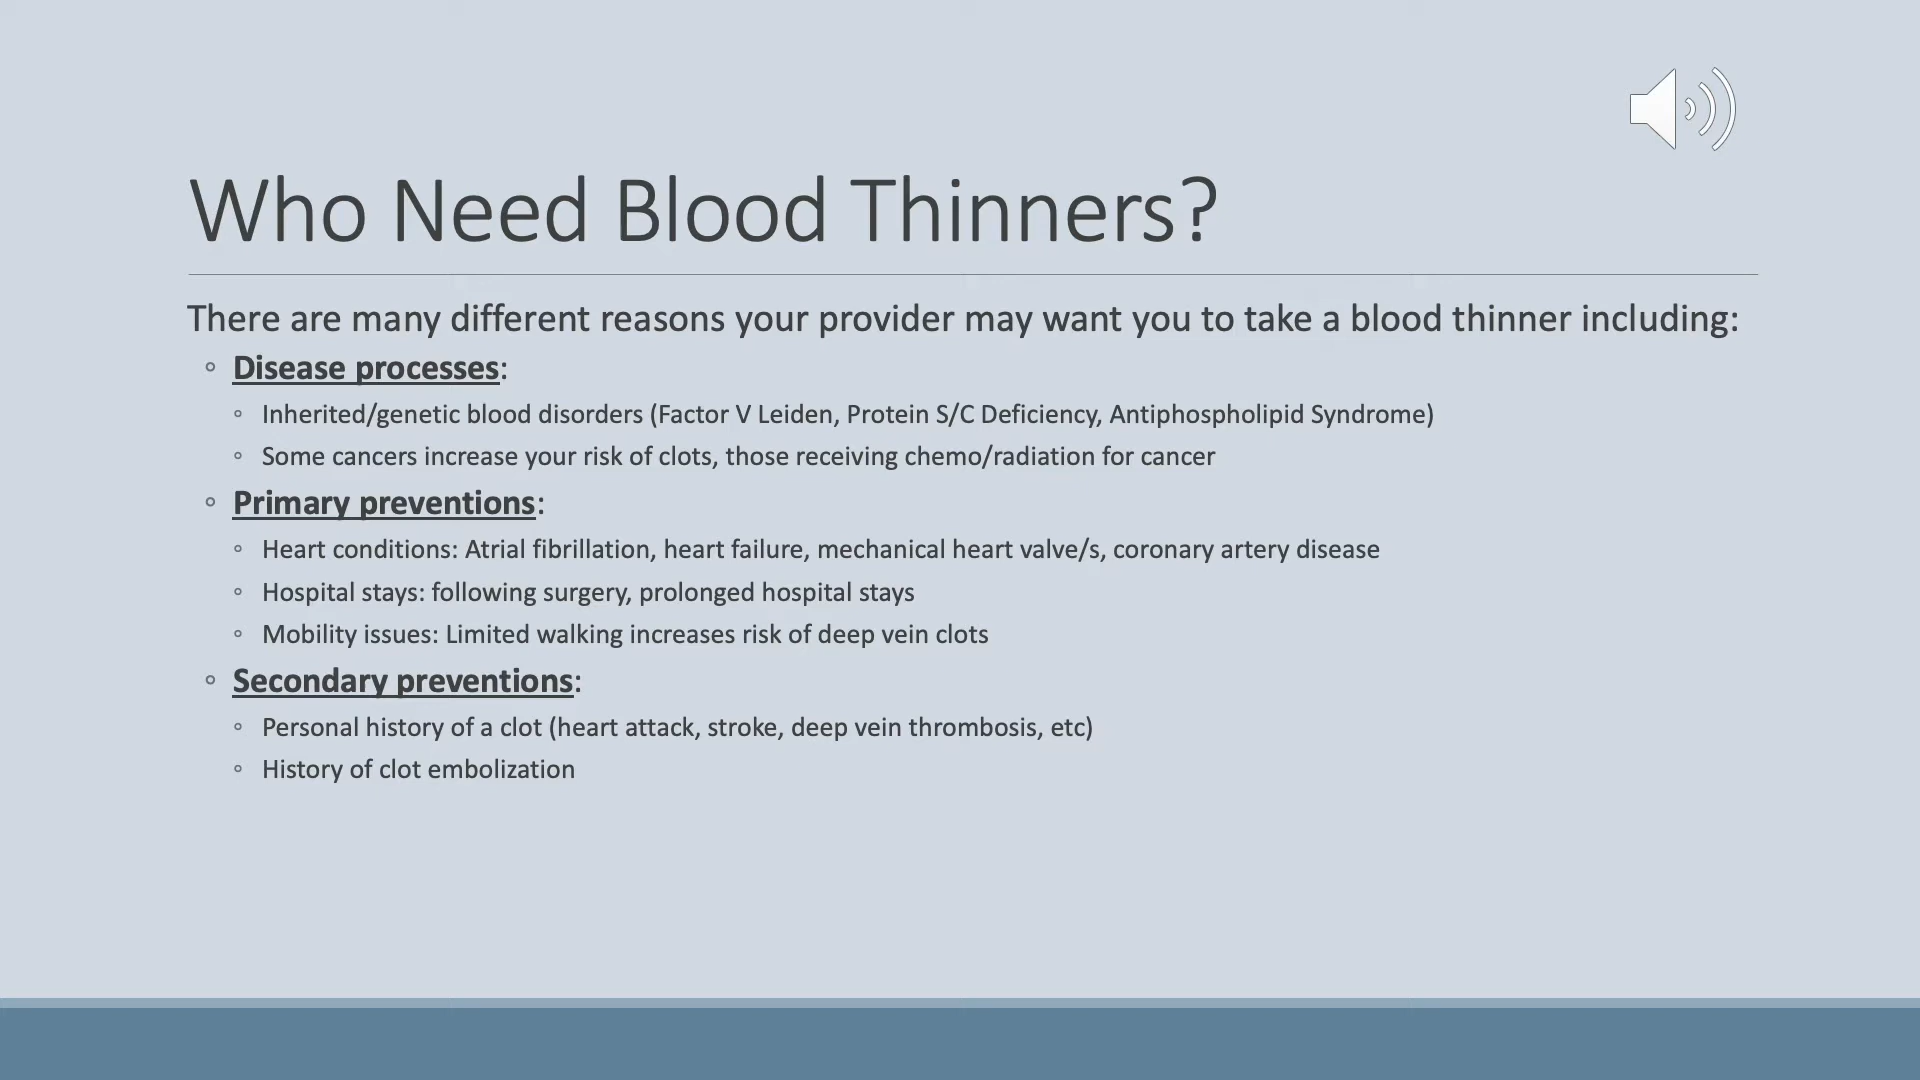 Who Need Blood Thinners?
There are many different reasons your provider may want you to take a blood thinner including:
◦ Disease processes:
◦ Inherited/genetic blood disorders (Factor V Leiden, Protein S/C Deficiency, Antiphospholipid Syndrome)
◦ Some cancers increase your risk of clots, those receiving chemo/radiation for cancer
◦ Primary preventions:
◦ Heart conditions: Atrial fibrillation, heart failure, mechanical heart valve/s, coronary artery disease
◦ Hospital stays: following surgery, prolonged hospital stays
◦ Mobility issues: Limited walking increases risk of deep vein clots
◦ Secondary preventions:
◦ Personal history of a clot (heart attack, stroke, deep vein thrombosis, etc)
◦ History of clot embolization